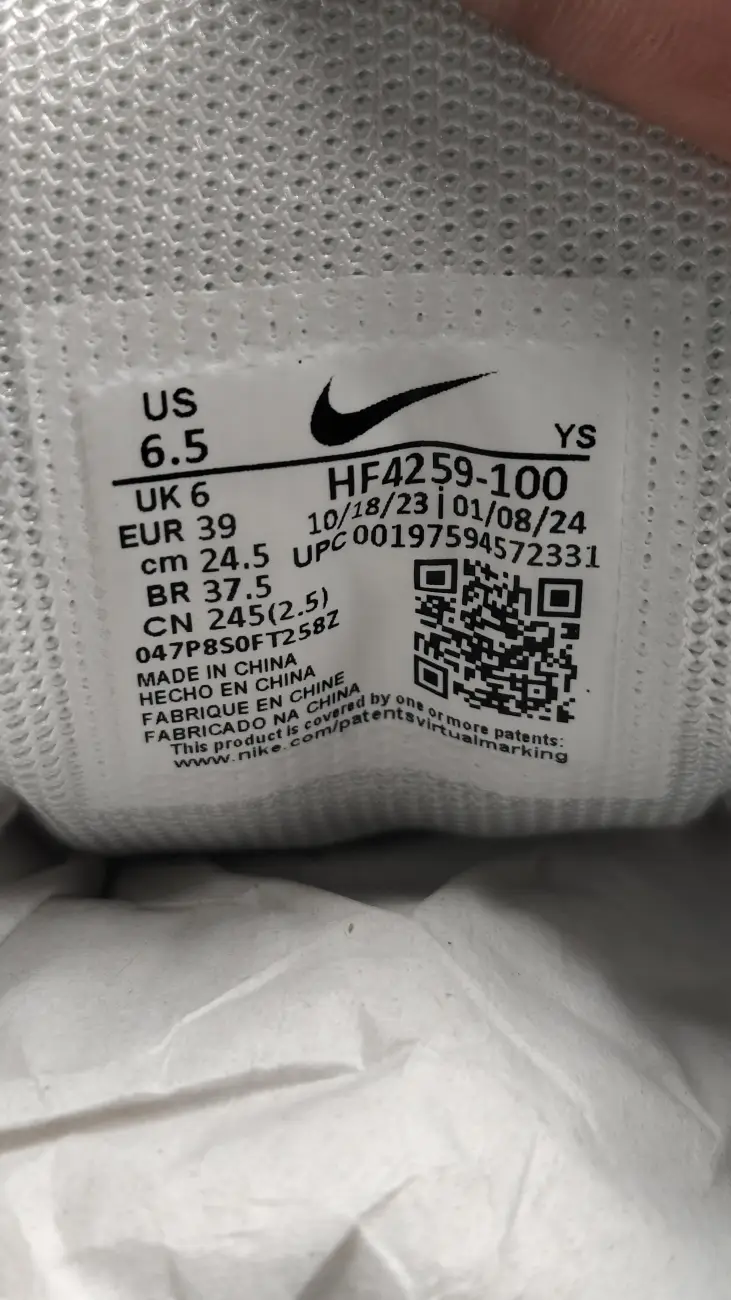 US
6.5
YS
UK 6
EUR 39
cm 24.5
BR 37.5
CN 245(2.5)
047P8S0FT258Z
HF4259-100
10/18/23 | 01/08/24
UPC 00197594572331
MADE IN CHINA
HECHO EN CHINA
FABRIQUE EN CHINE
FABRICADO NA CHINA
This product is covered by one or more patents:
www.nike.com/patentsvirtualmarking